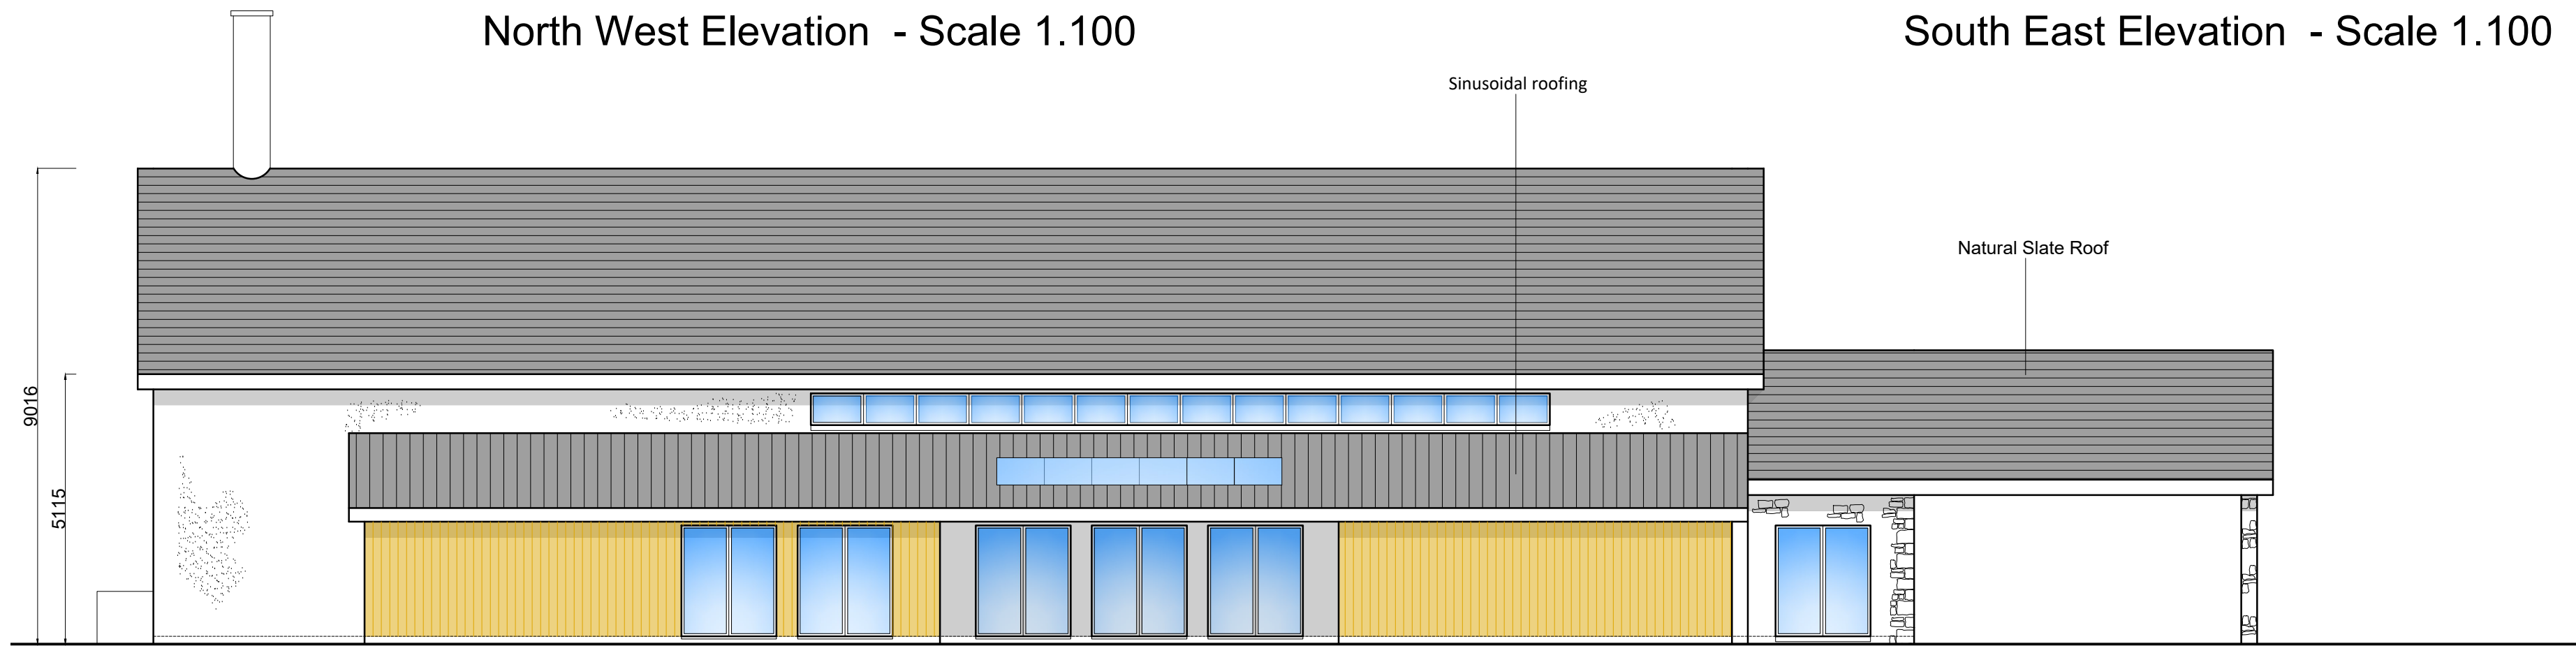 North West Elevation - Scale 1.100
South East Elevation - Scale 1.100
Sinusoidal roofing
Natural Slate Roof
9016
5115